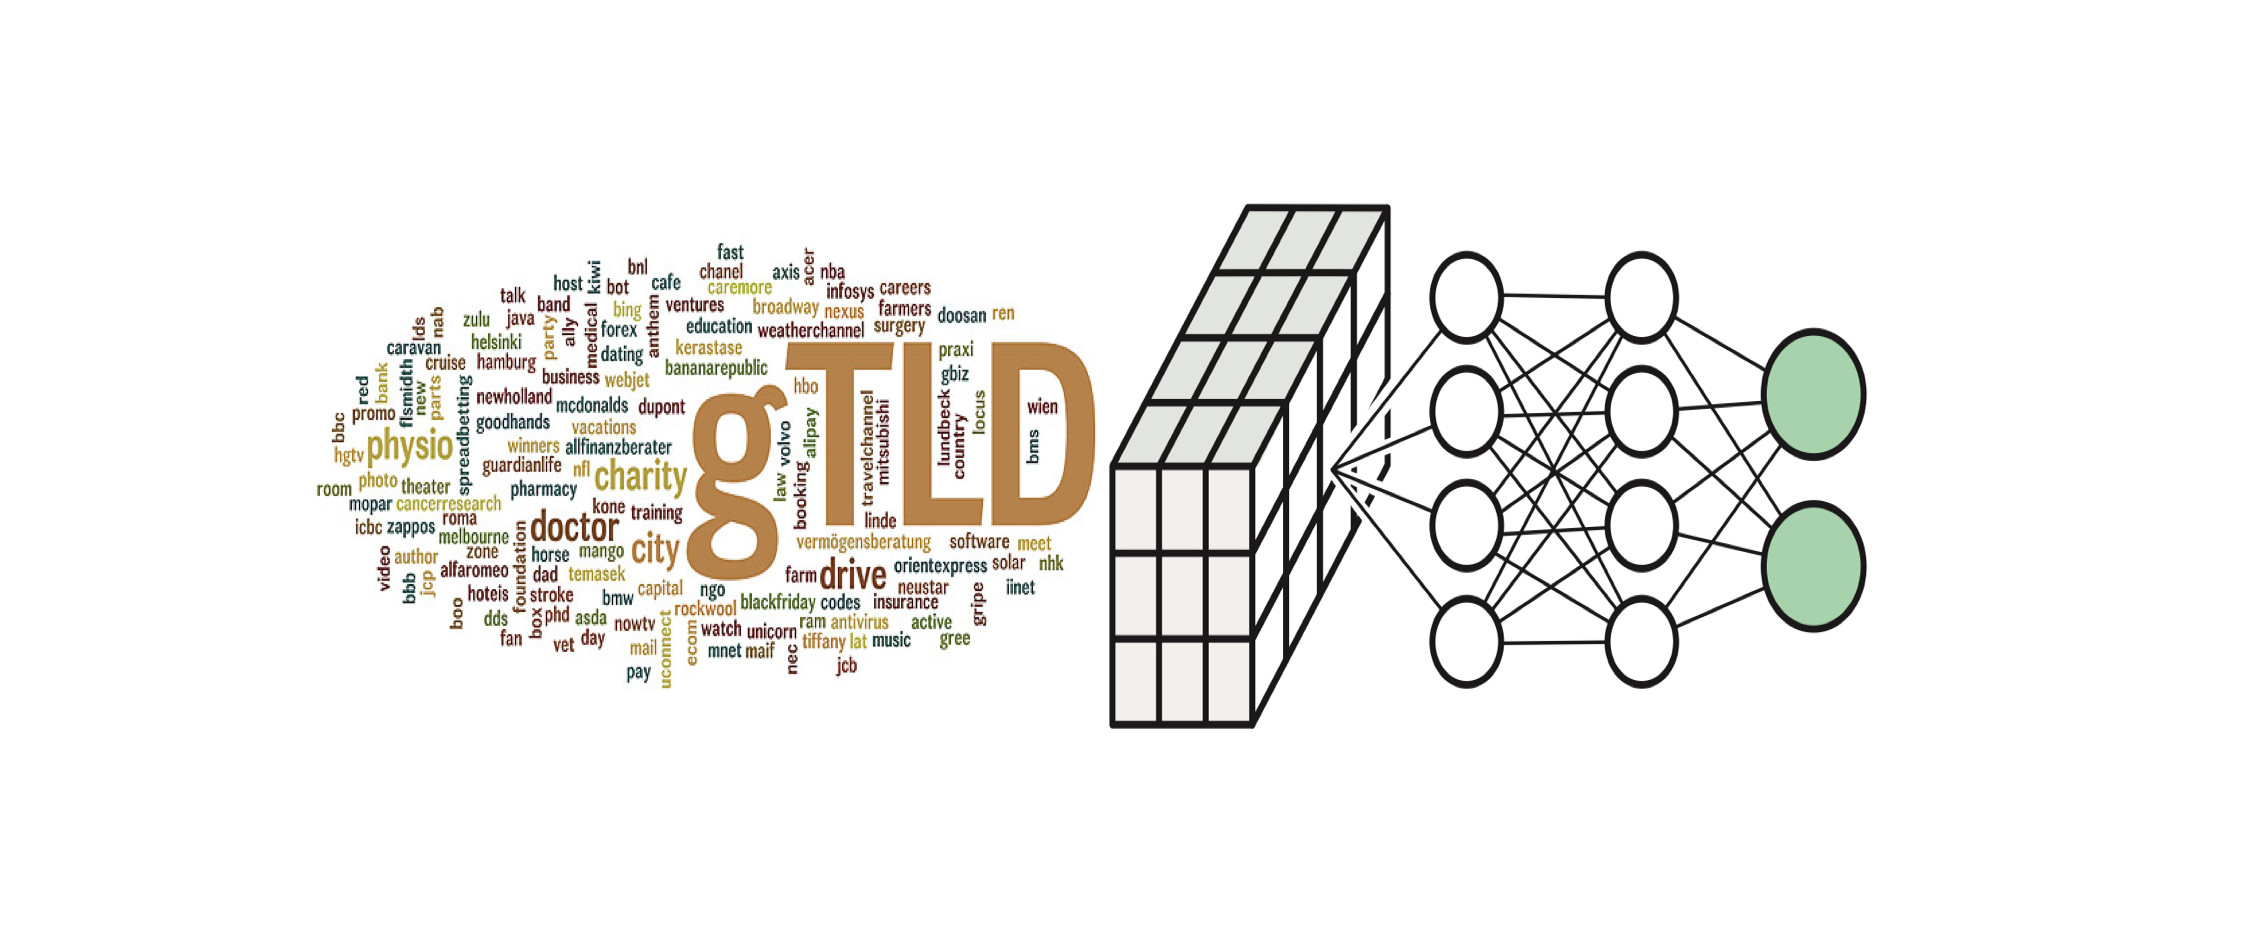 fast
kiwi
bnl
chanel
axis
acer
nba
host
bot
cafe
caremore
infosys
careers
talk
band
bing
anthem
ventures
broadway
nexus
farmers
doosan
ren
lds
nab
zulu
java
party
ally
medical
forex
education
weatherchannel
surgery
helsinki
caravan
dating
kerastase
praxi
cruise
hamburg
bananarepublic
gbiz
red
bank
flsmidth
new
parts
spreadbetting
business
webjet
gTLD
hbo
newholland
mcdonalds
dupont
travelchannel
mitsubishi
lundbeck
country
locus
wien
bbc
promo
goodhands
vacations
volvo
alipay
bms
hgtv
physio
winners
allfinanzberater
guardianlife
nfl
charity
law
booking
room
photo
theater
pharmacy
mopar
cancerresearch
kone
training
linde
icbc
zappos
roma
melbourne
foundation
doctor
city
vermögensberatung
software
meet
video
author
zone
horse
mango
bbb
jcp
alfaromeo
dad
temasek
farm
drive
orientexpress
solar
nhk
hoteis
stroke
bmw
capital
ngo
neustar
iinet
boo
box
phd
rockwool
blackfriday
codes
insurance
gripe
dds
asda
nowtv
uconnect
ecom
watch
unicorn
ram
antivirus
active
fan
vet
day
mail
mnet
maif
nec
tiffany
lat
music
gree
pay
jcb